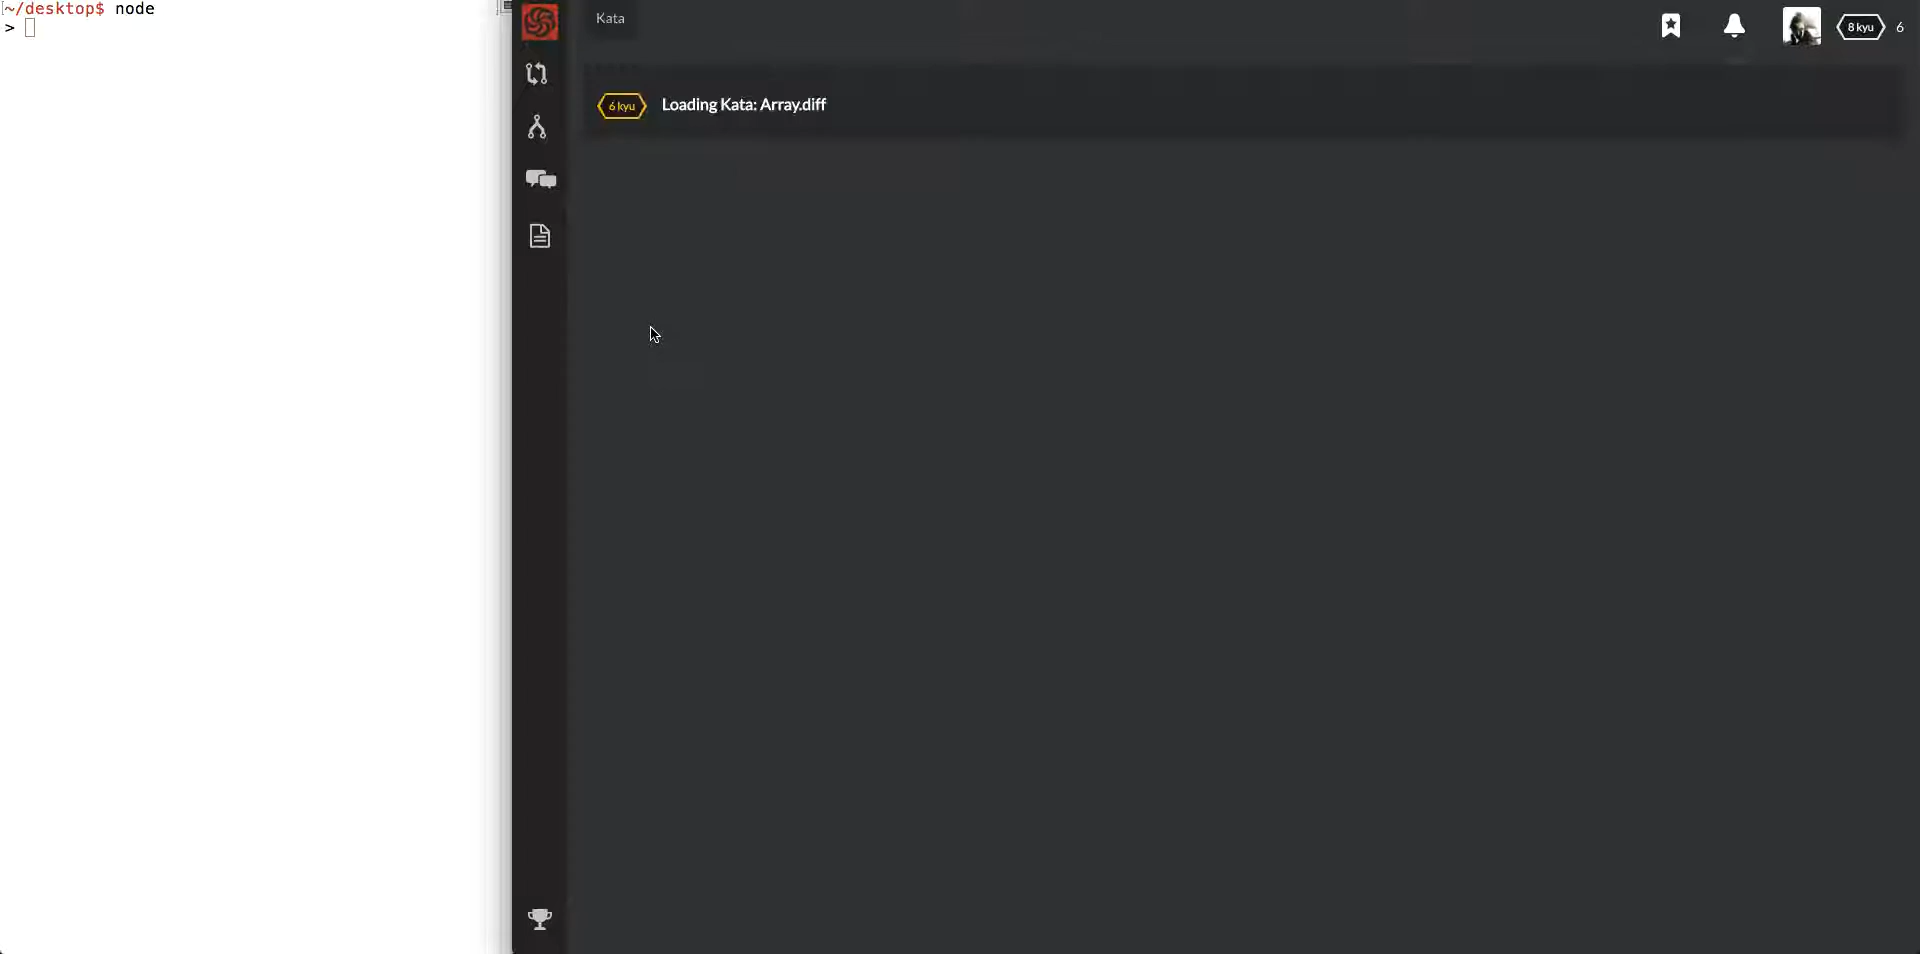 ~/desktop$ node
>
Kata
8 kyu 6
6 kyu Loading Kata: Array.diff